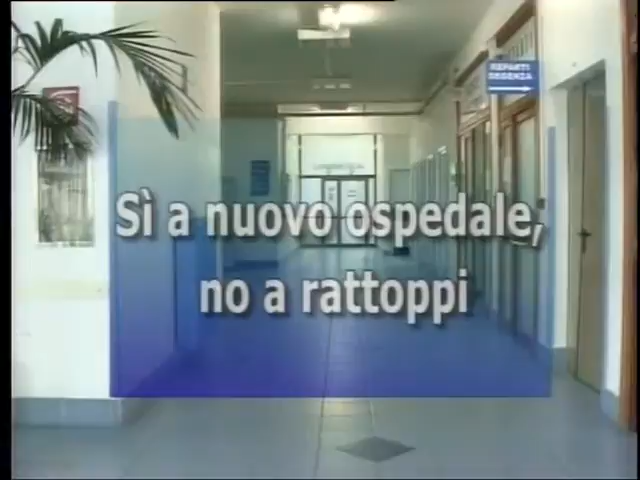 REPARTI
DEGENZA
Sì a nuovo ospedale,
no a rattoppi